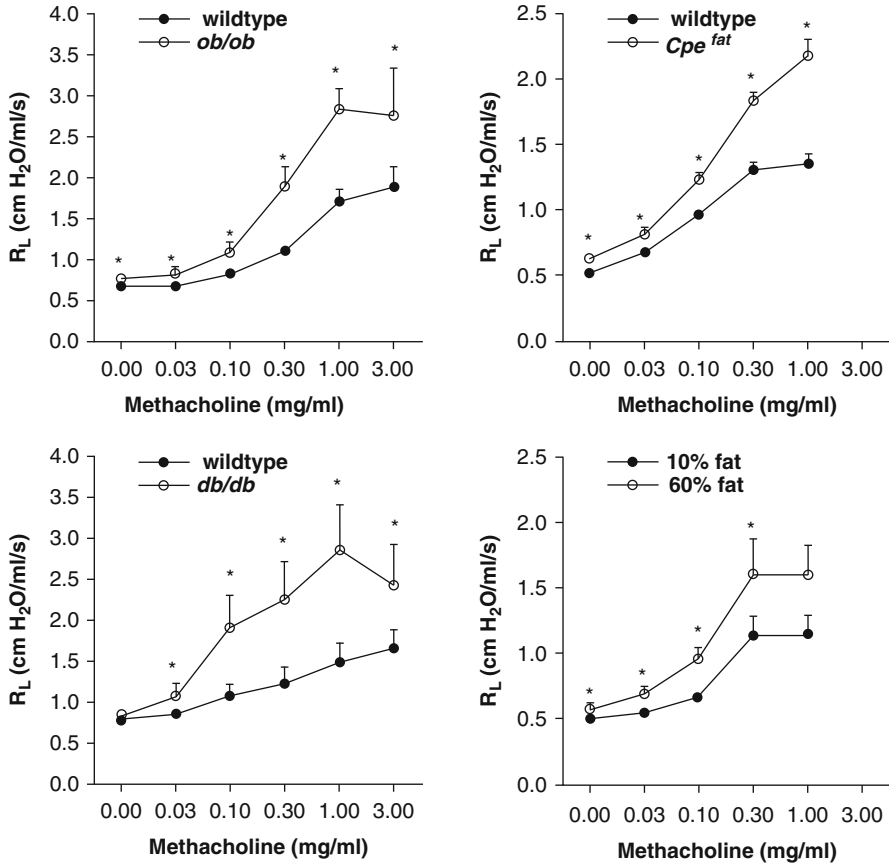 wildtype
ob/ob
4.0
3.5
3.0
2.5
2.0
1.5
1.0
0.5
0.0
R_L (cm H₂O/ml/s)
* * * * * *
0.00 0.03 0.10 0.30 1.00 3.00
Methacholine (mg/ml)
wildtype
Cpe^fat
2.5
2.0
1.5
1.0
0.5
0.0
R_L (cm H₂O/ml/s)
* * * * *
0.00 0.03 0.10 0.30 1.00 3.00
Methacholine (mg/ml)
wildtype
db/db
4.0
3.5
3.0
2.5
2.0
1.5
1.0
0.5
0.0
R_L (cm H₂O/ml/s)
* * * * *
0.00 0.03 0.10 0.30 1.00 3.00
Methacholine (mg/ml)
10% fat
60% fat
2.5
2.0
1.5
1.0
0.5
0.0
R_L (cm H₂O/ml/s)
* * * *
0.00 0.03 0.10 0.30 1.00 3.00
Methacholine (mg/ml)